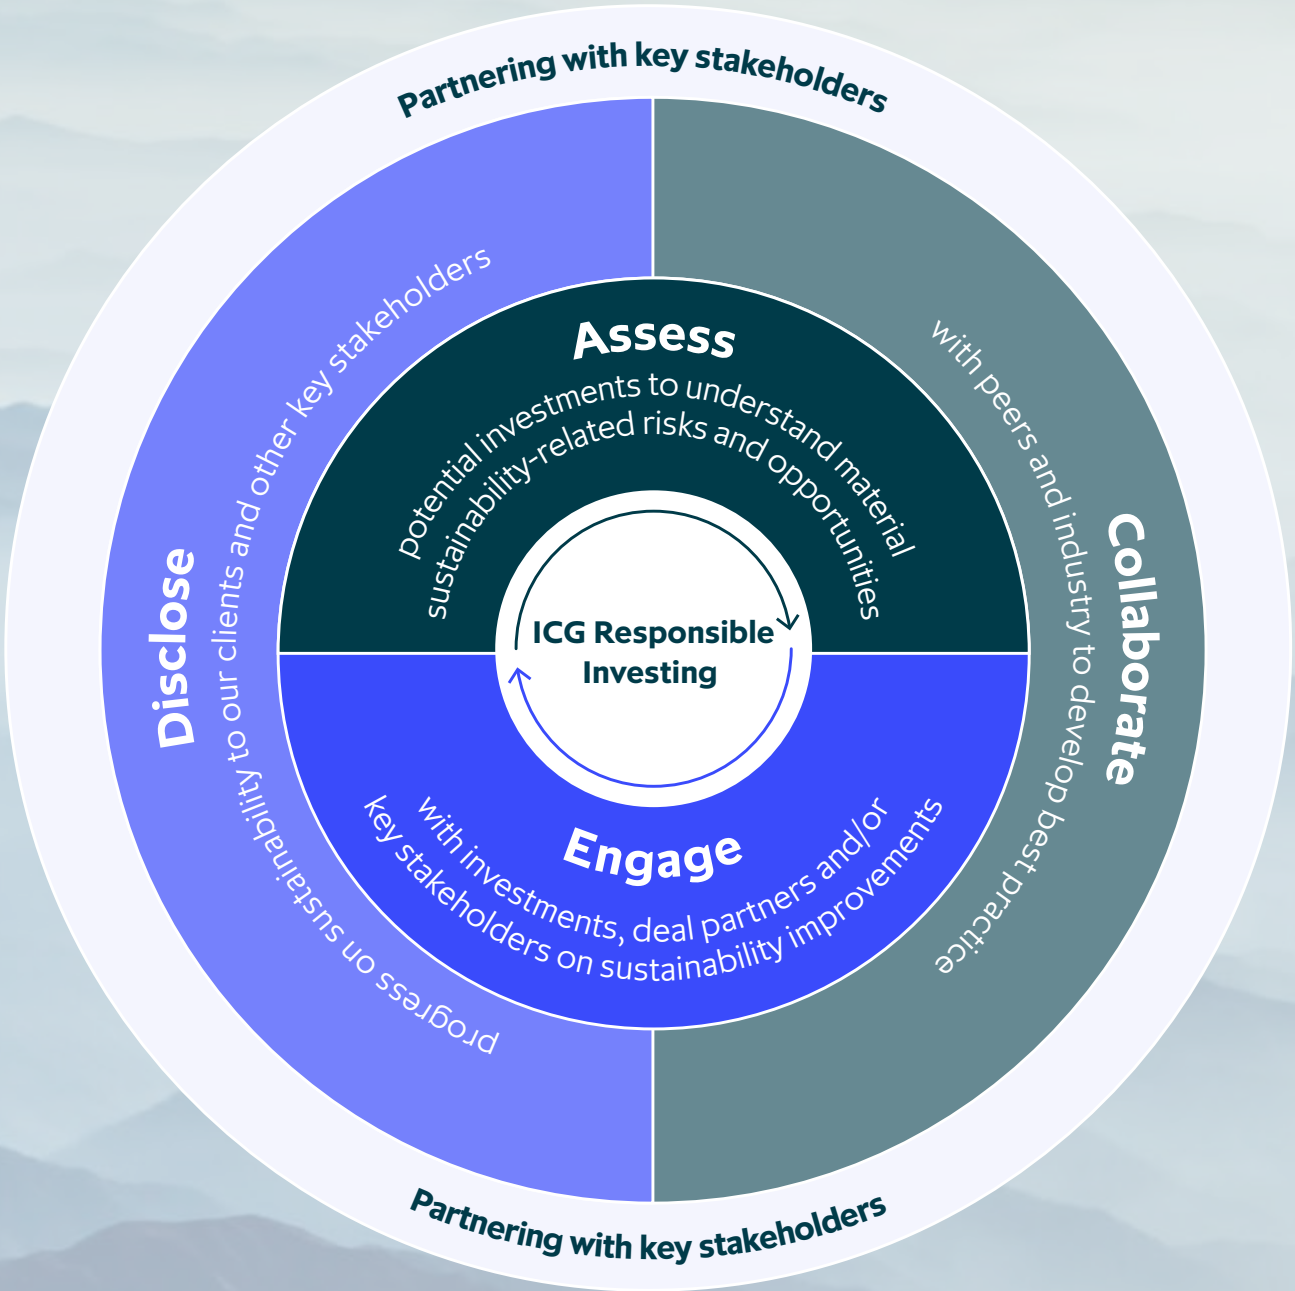 Partnering with key stakeholders
Disclose
progress on sustainability to our clients and other key stakeholders
Assess
potential investments to understand material
sustainability-related risks and opportunities
Collaborate
with peers and industry to develop best practice
ICG Responsible
Investing
Engage
with investments, deal partners and/or
key stakeholders on sustainability improvements
Partnering with key stakeholders